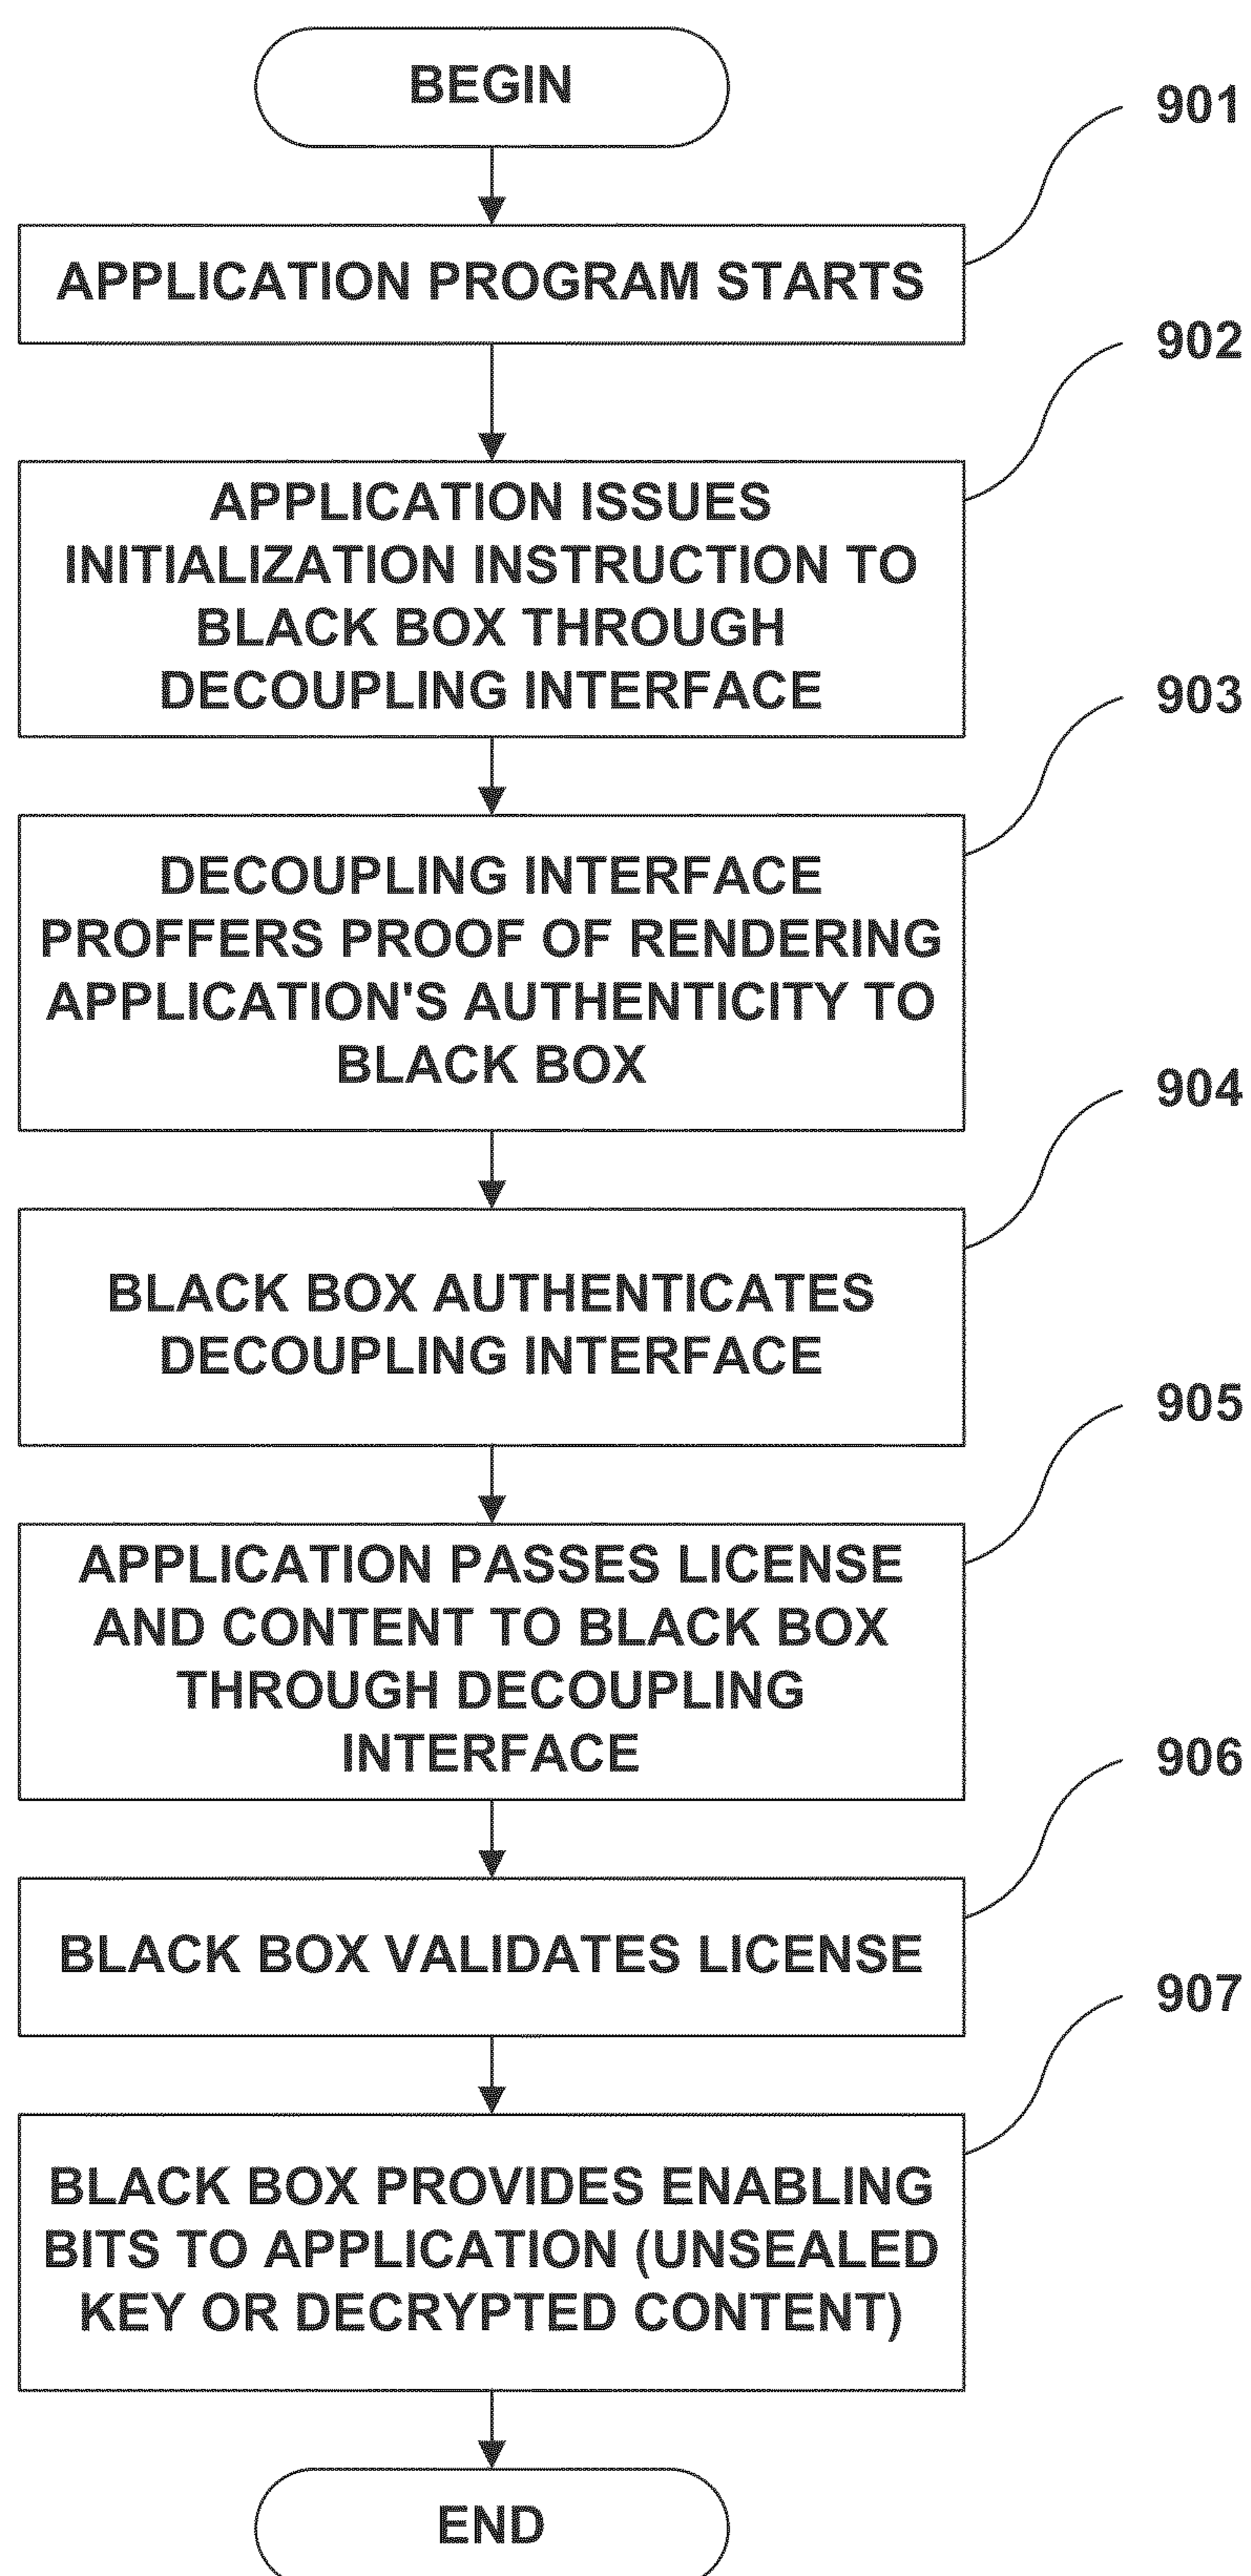 BEGIN
901
APPLICATION PROGRAM STARTS
902
APPLICATION ISSUES
INITIALIZATION INSTRUCTION TO
BLACK BOX THROUGH
DECOUPLING INTERFACE
903
DECOUPLING INTERFACE
PROFFERS PROOF OF RENDERING
APPLICATION'S AUTHENTICITY TO
BLACK BOX
904
BLACK BOX AUTHENTICATES
DECOUPLING INTERFACE
905
APPLICATION PASSES LICENSE
AND CONTENT TO BLACK BOX
THROUGH DECOUPLING
INTERFACE
906
BLACK BOX VALIDATES LICENSE
907
BLACK BOX PROVIDES ENABLING
BITS TO APPLICATION (UNSEALED
KEY OR DECRYPTED CONTENT)
END